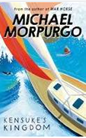 from the author of WAR HORSE
MICHAEL
MORPURGO
KENSUKE'S
KINGDOM